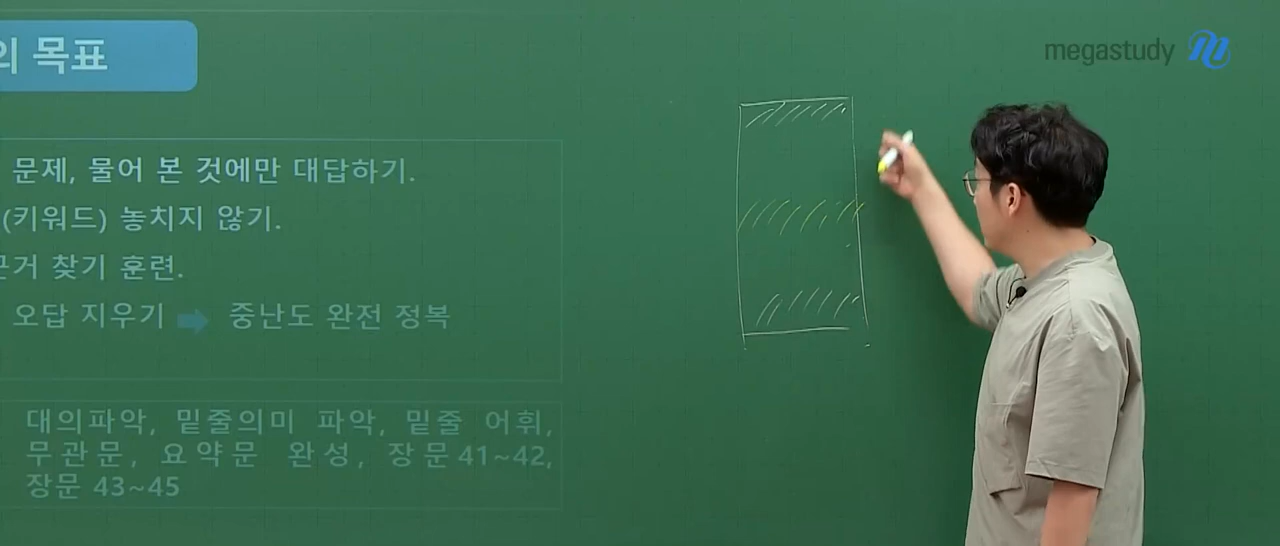 의 목표
megastudy
문제, 물어 본 것에만 대답하기.
(키워드) 놓치지 않기.
근거 찾기 훈련.
오답 지우기 중난도 완전 정복
대의파악, 밑줄의미 파악, 밑줄 어휘,
무관문, 요약문 완성, 장문41~42,
장문 43~45